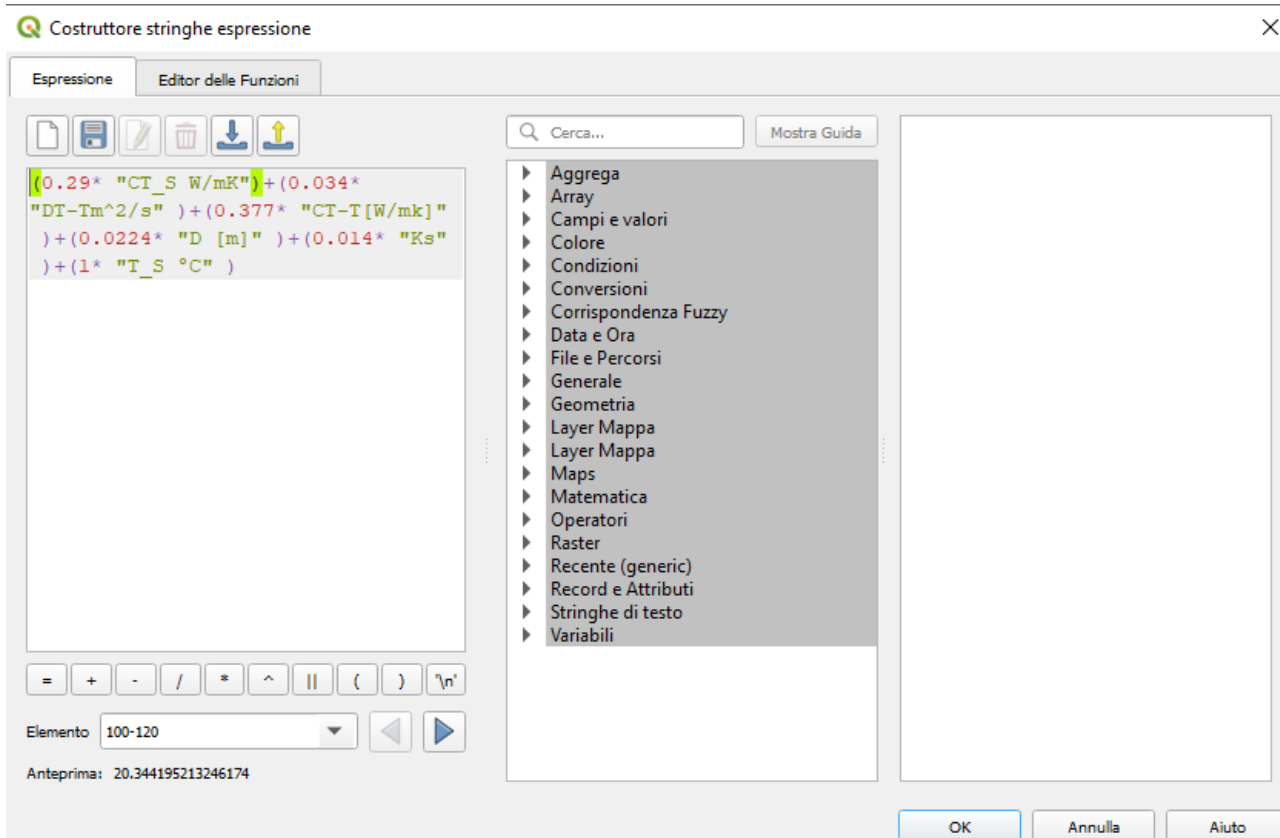 Costruttore stringhe espressione
Espressione
Editor delle Funzioni
(0.29* "CT_S W/mK")+(0.034*
"DT-Tm^2/s" )+(0.377* "CT-T[W/mk]"
)+(0.0224* "D [m]" )+(0.014* "Ks"
)+(1* "T_S °C" )
= + - / * ^ || ( ) '\n'
Elemento 100-120
Anteprima: 20.344195213246174
Cerca...
Mostra Guida
Aggrega
Array
Campi e valori
Colore
Condizioni
Conversioni
Corrispondenza Fuzzy
Data e Ora
File e Percorsi
Generale
Geometria
Layer Mappa
Layer Mappa
Maps
Matematica
Operatori
Raster
Recente (generic)
Record e Attributi
Stringhe di testo
Variabili
OK
Annulla
Aiuto